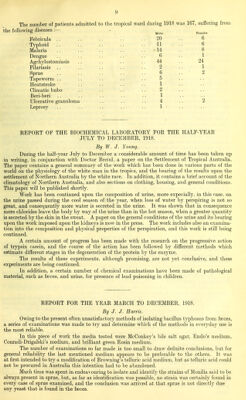 9
The number of patients admitted to the tropical ward during 1918 was 167, suffering from
the following diseases :—
Males Females
Febricula .. 20 6
Typhoid .. 11 6
Malaria .. 14 8
Dengue .. 6 1
Agchylostomiasis .. 44 24
Filariasis .. 2 1
Sprue .. 6 2
Tapeworm .. 5
Heatstroke .. 1
Climatic bubo .. 2
Beri-beri .. 1
Ulcerative granuloma .. 4 2
Leprosy .. 1
REPORT OF THE BIOCHEMICAL LABORATORY FOR THE HALF-YEAR
JULY TO DECEMBER, 1918.
By W. J. Young.
During the half-year July to December a considerable amount of time has been taken up
in writing, in conjunction with Doctor Breinl, a paper on the Settlement of Tropical Australia.
The paper contains a general summary of the work which has been done in various parts of the
world on the physiology of the white man in the tropics, and the bearing of the results upon the
settlement of Northern Australia by the white race. In addition, it contains a brief account of the
climatology of Northern Australia, and also sections on clothing, housing, and general conditions.
This paper will be published shortly.
Work has been continued upon the composition of urine, more especially, in this case, on
the urine passed during the cool season of the year, when loss of water by perspiring is not so
great, and consequently more water is secreted in the urine. It was shown that in consequence
more chlorides leave the body by way of the urine than in the hot season, when a greater quantity
is secreted by the skin in the sweat. A paper on the general conditions of the urine and its bearing
upon the work imposed upon the kidneys is now in the press. The work includes also an examina-
tion into the composition and physical properties of the perspiration, and this work is still being
continued.
A certain amount of progress has been made with the research on the progressive action
of trypsin casein, and the course of the action has been followed by different methods which
estimate different stages in the degeneration of the protein by the enzyme.
The results of these experiments, although promising, are not yet conclusive, and these
experiments are being continued.
In addition, a certain number of chemical examinations have been made of pathological
material, such as fæces, and urine, for presence of lead poisoning in children.
REPORT FOR THE YEAR MARCH TO DECEMBER, 1918.
By J. J. Harris.
Owing to the present often unsatisfactory methods of isolating bacillus typhosus from fæces,
a series of examinations was made to try and determine which of the methods in everyday use is
the most reliable.
In this piece of work the media tested were McConkey's bile salt agar, Endo's medium,
Conradi-Drigalski's medium, and brilliant green Rosin medium.
The number of examinations so far made is too small to draw definite conclusions, but for
general reliability the last mentioned medium appears to be preferable to the others. It was
at first intended to try a modification of Browning's telluric acid medium, but as telluric acid could
not be procured in Australia this intention had to be abandoned.
Much time was spent in endeavouring to isolate and identify the strains of Monilia said to be
always present in sprue, but, as far as identification was possible, no strain was certainly found in
every case of sprue examined, and the conclusion was arrived at that sprue is not directly due
any yeast that is found in the fæces.